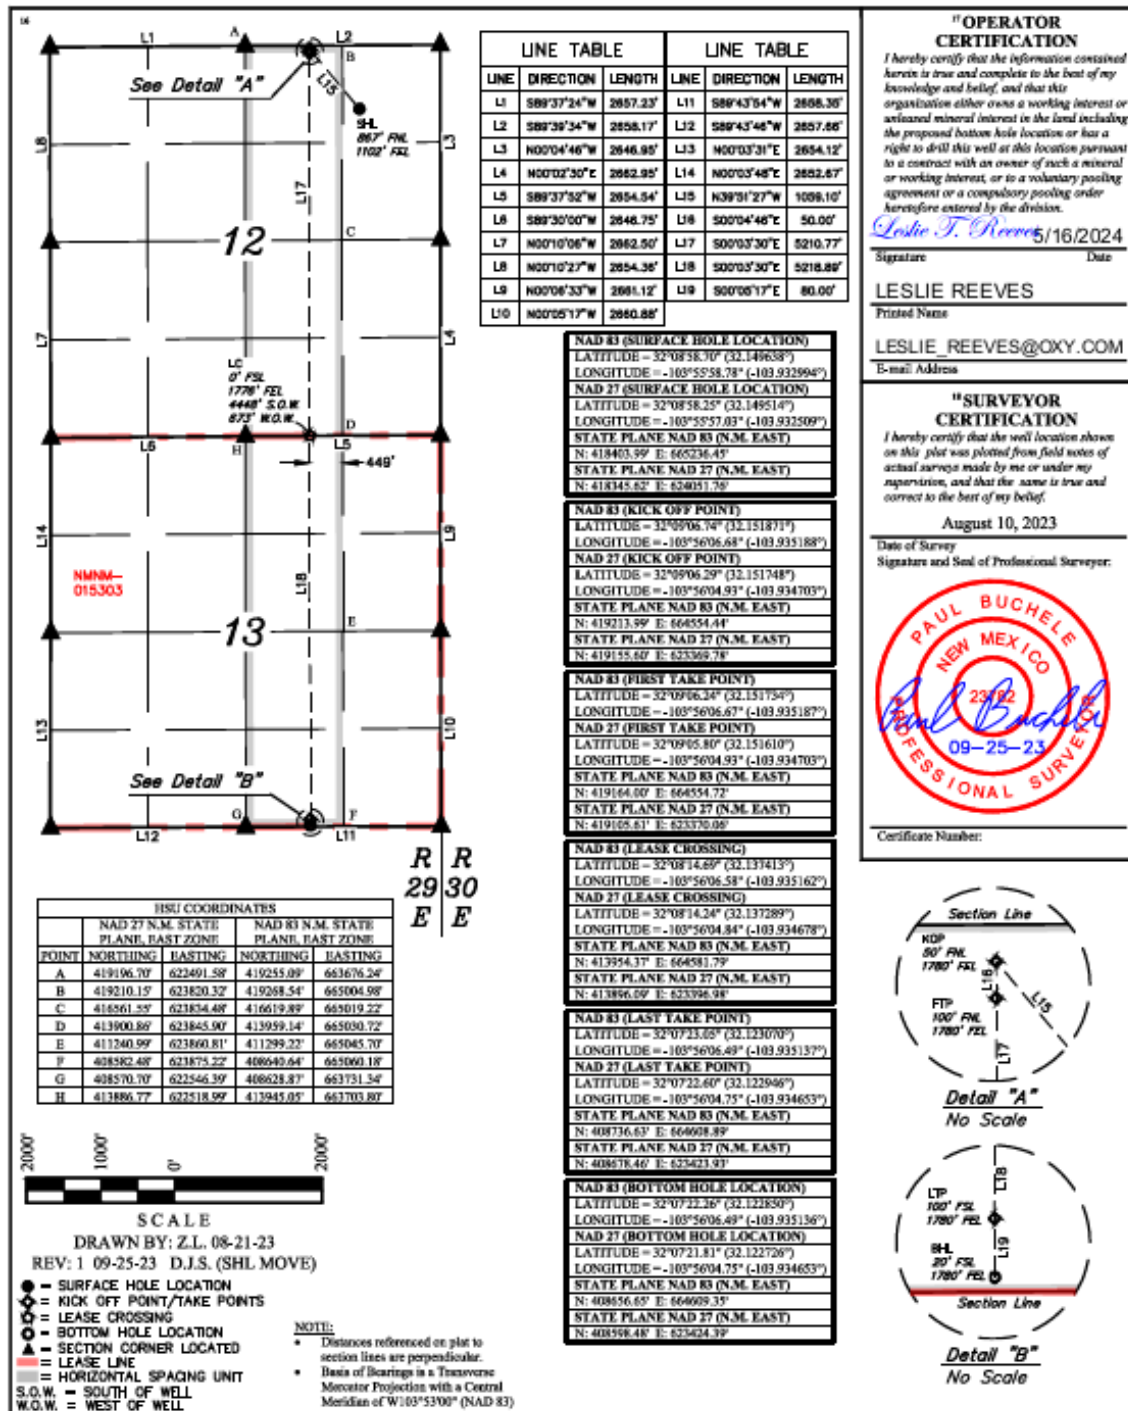 16
A
L1
L2
B
See Detail "A"
L15
SHL
867' FNL
1102' FEL
L8
L3
L17
12
C
L7
L4
LC
0' FSL
1776' FEL
4448' S.O.W.
673' W.O.W.
D
L6
H
L5
449'
L14
L9
NMNM-
015303
L18
13
E
L13
L10
See Detail "B"
G
F
L12
L11
R R
29 30
E E
LINE TABLE LINE TABLE
LINE DIRECTION LENGTH LINE DIRECTION LENGTH
L1 S89°37'24"W 2657.23' L11 S89°43'54"W 2658.36'
L2 S89°39'34"W 2658.17' L12 S89°43'46"W 2657.66'
L3 N00°04'46"W 2646.95' L13 N00°03'31"E 2654.12'
L4 N00°02'30"E 2662.95' L14 N00°03'48"E 2652.67'
L5 S89°37'52"W 2654.54' L15 N39°51'27"W 1059.10'
L6 S89°30'00"W 2646.75' L16 S00°04'46"E 50.00'
L7 N00°10'06"W 2662.50' L17 S00°03'30"E 5210.77'
L8 N00°10'27"W 2654.36' L18 S00°03'30"E 5218.89'
L9 N00°06'33"W 2661.12' L19 S00°05'17"E 80.00'
L10 N00°05'17"W 2660.88'
NAD 83 (SURFACE HOLE LOCATION)
LATITUDE = 32°08'58.70" (32.149638°)
LONGITUDE = -103°55'58.78" (-103.932994°)
NAD 27 (SURFACE HOLE LOCATION)
LATITUDE = 32°08'58.25" (32.149514°)
LONGITUDE = -103°55'57.03" (-103.932509°)
STATE PLANE NAD 83 (N.M. EAST)
N: 418403.99' E: 665236.45'
STATE PLANE NAD 27 (N.M. EAST)
N: 418345.62' E: 624051.76'
NAD 83 (KICK OFF POINT)
LATITUDE = 32°09'06.74" (32.151871°)
LONGITUDE = -103°56'06.68" (-103.935188°)
NAD 27 (KICK OFF POINT)
LATITUDE = 32°09'06.29" (32.151748°)
LONGITUDE = -103°56'04.93" (-103.934703°)
STATE PLANE NAD 83 (N.M. EAST)
N: 419213.99' E: 664554.44'
STATE PLANE NAD 27 (N.M. EAST)
N: 419155.60' E: 623369.78'
NAD 83 (FIRST TAKE POINT)
LATITUDE = 32°09'06.24" (32.151734°)
LONGITUDE = -103°56'06.67" (-103.935187°)
NAD 27 (FIRST TAKE POINT)
LATITUDE = 32°09'05.80" (32.151610°)
LONGITUDE = -103°56'04.93" (-103.934703°)
STATE PLANE NAD 83 (N.M. EAST)
N: 419164.00' E: 664554.72'
STATE PLANE NAD 27 (N.M. EAST)
N: 419105.61' E: 623370.06'
NAD 83 (LEASE CROSSING)
LATITUDE = 32°08'14.69" (32.137413°)
LONGITUDE = -103°56'06.58" (-103.935162°)
NAD 27 (LEASE CROSSING)
LATITUDE = 32°08'14.24" (32.137289°)
LONGITUDE = -103°56'04.84" (-103.934678°)
STATE PLANE NAD 83 (N.M. EAST)
N: 413954.37' E: 664581.79'
STATE PLANE NAD 27 (N.M. EAST)
N: 413896.09' E: 623396.98'
NAD 83 (LAST TAKE POINT)
LATITUDE = 32°07'23.05" (32.123070°)
LONGITUDE = -103°56'06.49" (-103.935137°)
NAD 27 (LAST TAKE POINT)
LATITUDE = 32°07'22.60" (32.122946°)
LONGITUDE = -103°56'04.75" (-103.934653°)
STATE PLANE NAD 83 (N.M. EAST)
N: 408736.63' E: 664608.89'
STATE PLANE NAD 27 (N.M. EAST)
N: 408678.46' E: 623423.93'
NAD 83 (BOTTOM HOLE LOCATION)
LATITUDE = 32°07'22.26" (32.122850°)
LONGITUDE = -103°56'06.49" (-103.935136°)
NAD 27 (BOTTOM HOLE LOCATION)
LATITUDE = 32°07'21.81" (32.122726°)
LONGITUDE = -103°56'04.75" (-103.934653°)
STATE PLANE NAD 83 (N.M. EAST)
N: 408656.65' E: 664609.35'
STATE PLANE NAD 27 (N.M. EAST)
N: 408598.48' E: 623424.39'
17 OPERATOR
CERTIFICATION
I hereby certify that the information contained
herein is true and complete to the best of my
knowledge and belief, and that this
organization either owns a working interest or
unleased mineral interest in the land including
the proposed bottom hole location or has a
right to drill this well at this location pursuant
to a contract with an owner of such a mineral
or working interest, or to a voluntary pooling
agreement or a compulsory pooling order
heretofore entered by the division.
Leslie T. Reeves 5/16/2024
Signature Date
LESLIE REEVES
Printed Name
LESLIE_REEVES@OXY.COM
E-mail Address
18 SURVEYOR
CERTIFICATION
I hereby certify that the well location shown
on this plat was plotted from field notes of
actual surveys made by me or under my
supervision, and that the same is true and
correct to the best of my belief.
August 10, 2023
Date of Survey
Signature and Seal of Professional Surveyor:
PAUL BUCHELE
NEW MEXICO
23782
Paul Buchele
09-25-23
PROFESSIONAL SURVEYOR
Certificate Number:
HSU COORDINATES
NAD 27 N.M. STATE NAD 83 N.M. STATE
PLANE, EAST ZONE PLANE, EAST ZONE
POINT NORTHING EASTING NORTHING EASTING
A 419196.70' 622491.58' 419255.09' 663676.24'
B 419210.15' 623820.32' 419268.54' 665004.98'
C 416561.55' 623834.48' 416619.89' 665019.22'
D 413900.86' 623845.90' 413959.14' 665030.72'
E 411240.99' 623860.81' 411299.22' 665045.70'
F 408582.48' 623875.22' 408640.64' 665060.18'
G 408570.70' 622546.39' 408628.87' 663731.34'
H 413886.77' 622518.99' 413945.05' 663703.80'
2000' 1000' 0' 2000'
SCALE
DRAWN BY: Z.L. 08-21-23
REV: 1 09-25-23 D.J.S. (SHL MOVE)
= SURFACE HOLE LOCATION
= KICK OFF POINT/TAKE POINTS
= LEASE CROSSING
= BOTTOM HOLE LOCATION
= SECTION CORNER LOCATED
= LEASE LINE
= HORIZONTAL SPACING UNIT
S.O.W. = SOUTH OF WELL
W.O.W. = WEST OF WELL
NOTE:
• Distances referenced on plat to
section lines are perpendicular.
• Basis of Bearings is a Transverse
Mercator Projection with a Central
Meridian of W103°53'00" (NAD 83)
Section Line
KOP
50' FNL
1780' FEL
L16
L15
FTP
100' FNL
1780' FEL
L17
Detail "A"
No Scale
L18
LTP
100' FSL
1780' FEL
L19
BHL
20' FSL
1780' FEL
Section Line
Detail "B"
No Scale